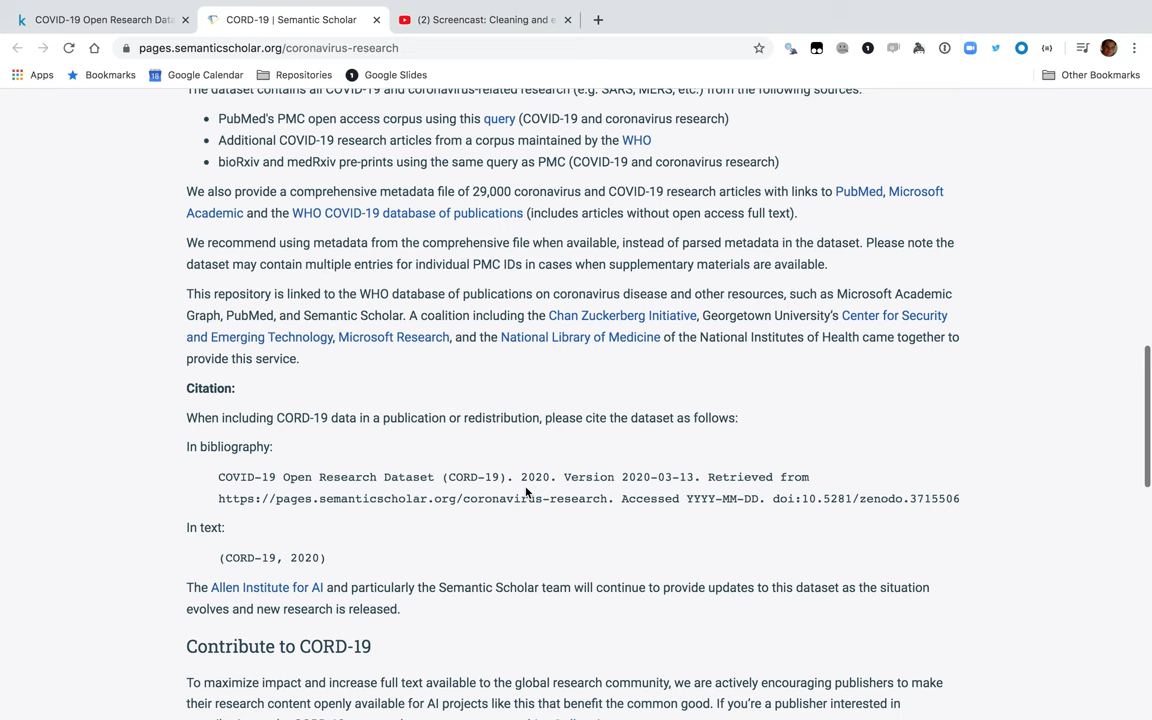 COVID-19 Open Research Data
CORD-19 | Semantic Scholar
(2) Screencast: Cleaning and e
pages.semanticscholar.org/coronavirus-research
Apps
Bookmarks
Google Calendar
Repositories
Google Slides
Other Bookmarks
The dataset contains all COVID-19 and coronavirus-related research (e.g. SARS, MERS, etc.) from the following sources:
• PubMed's PMC open access corpus using this query (COVID-19 and coronavirus research)
• Additional COVID-19 research articles from a corpus maintained by the WHO
• bioRxiv and medRxiv pre-prints using the same query as PMC (COVID-19 and coronavirus research)
We also provide a comprehensive metadata file of 29,000 coronavirus and COVID-19 research articles with links to PubMed, Microsoft
Academic and the WHO COVID-19 database of publications (includes articles without open access full text).
We recommend using metadata from the comprehensive file when available, instead of parsed metadata in the dataset. Please note the
dataset may contain multiple entries for individual PMC IDs in cases when supplementary materials are available.
This repository is linked to the WHO database of publications on coronavirus disease and other resources, such as Microsoft Academic
Graph, PubMed, and Semantic Scholar. A coalition including the Chan Zuckerberg Initiative, Georgetown University's Center for Security
and Emerging Technology, Microsoft Research, and the National Library of Medicine of the National Institutes of Health came together to
provide this service.
Citation:
When including CORD-19 data in a publication or redistribution, please cite the dataset as follows:
In bibliography:
COVID-19 Open Research Dataset (CORD-19). 2020. Version 2020-03-13. Retrieved from
https://pages.semanticscholar.org/coronavirus-research. Accessed YYYY-MM-DD. doi:10.5281/zenodo.3715506
In text:
(CORD-19, 2020)
The Allen Institute for AI and particularly the Semantic Scholar team will continue to provide updates to this dataset as the situation
evolves and new research is released.
Contribute to CORD-19
To maximize impact and increase full text available to the global research community, we are actively encouraging publishers to make
their research content openly available for AI projects like this that benefit the common good. If you're a publisher interested in